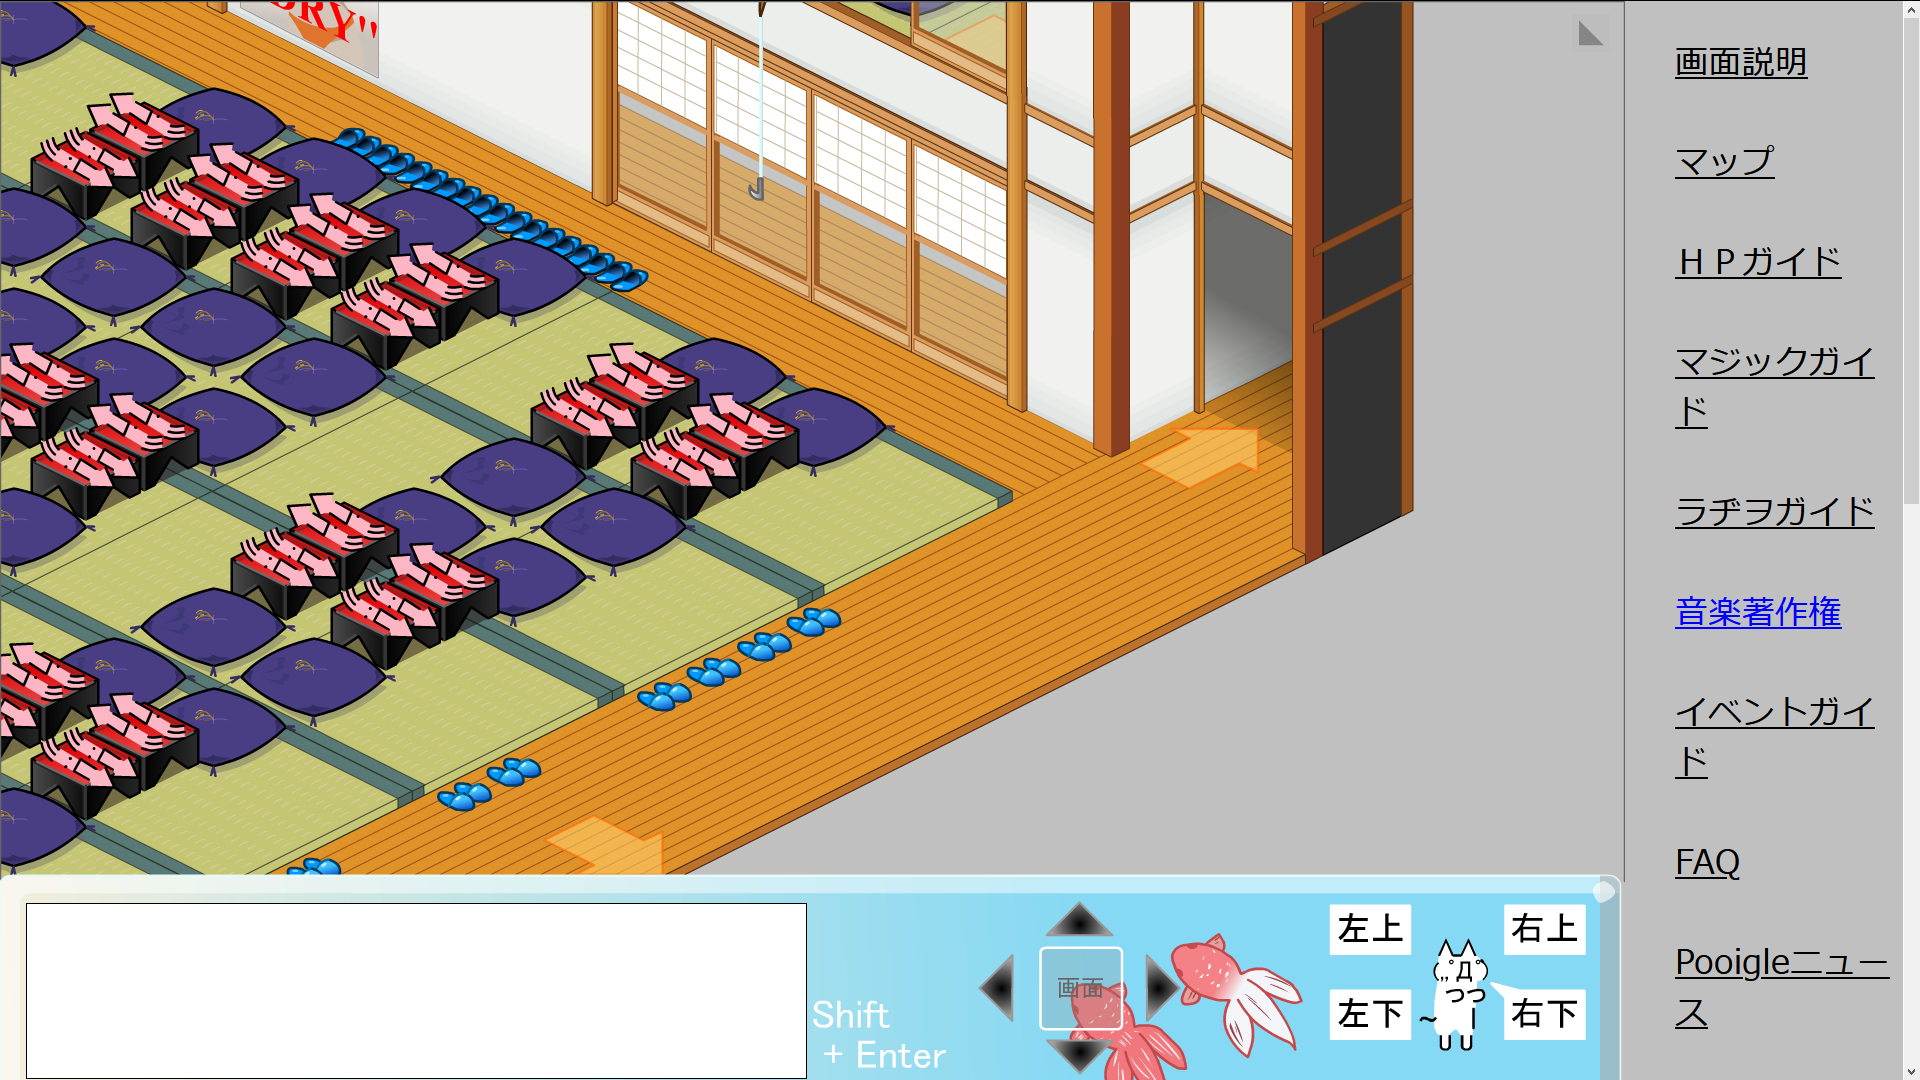 BRY"
画面説明
マップ
ＨＰガイド
マジックガイ
ド
ラヂヲガイド
音楽著作権
イベントガイ
ド
FAQ
Pooigleニュー
ス
Shift
+ Enter
画面
左上
右上
左下
右下